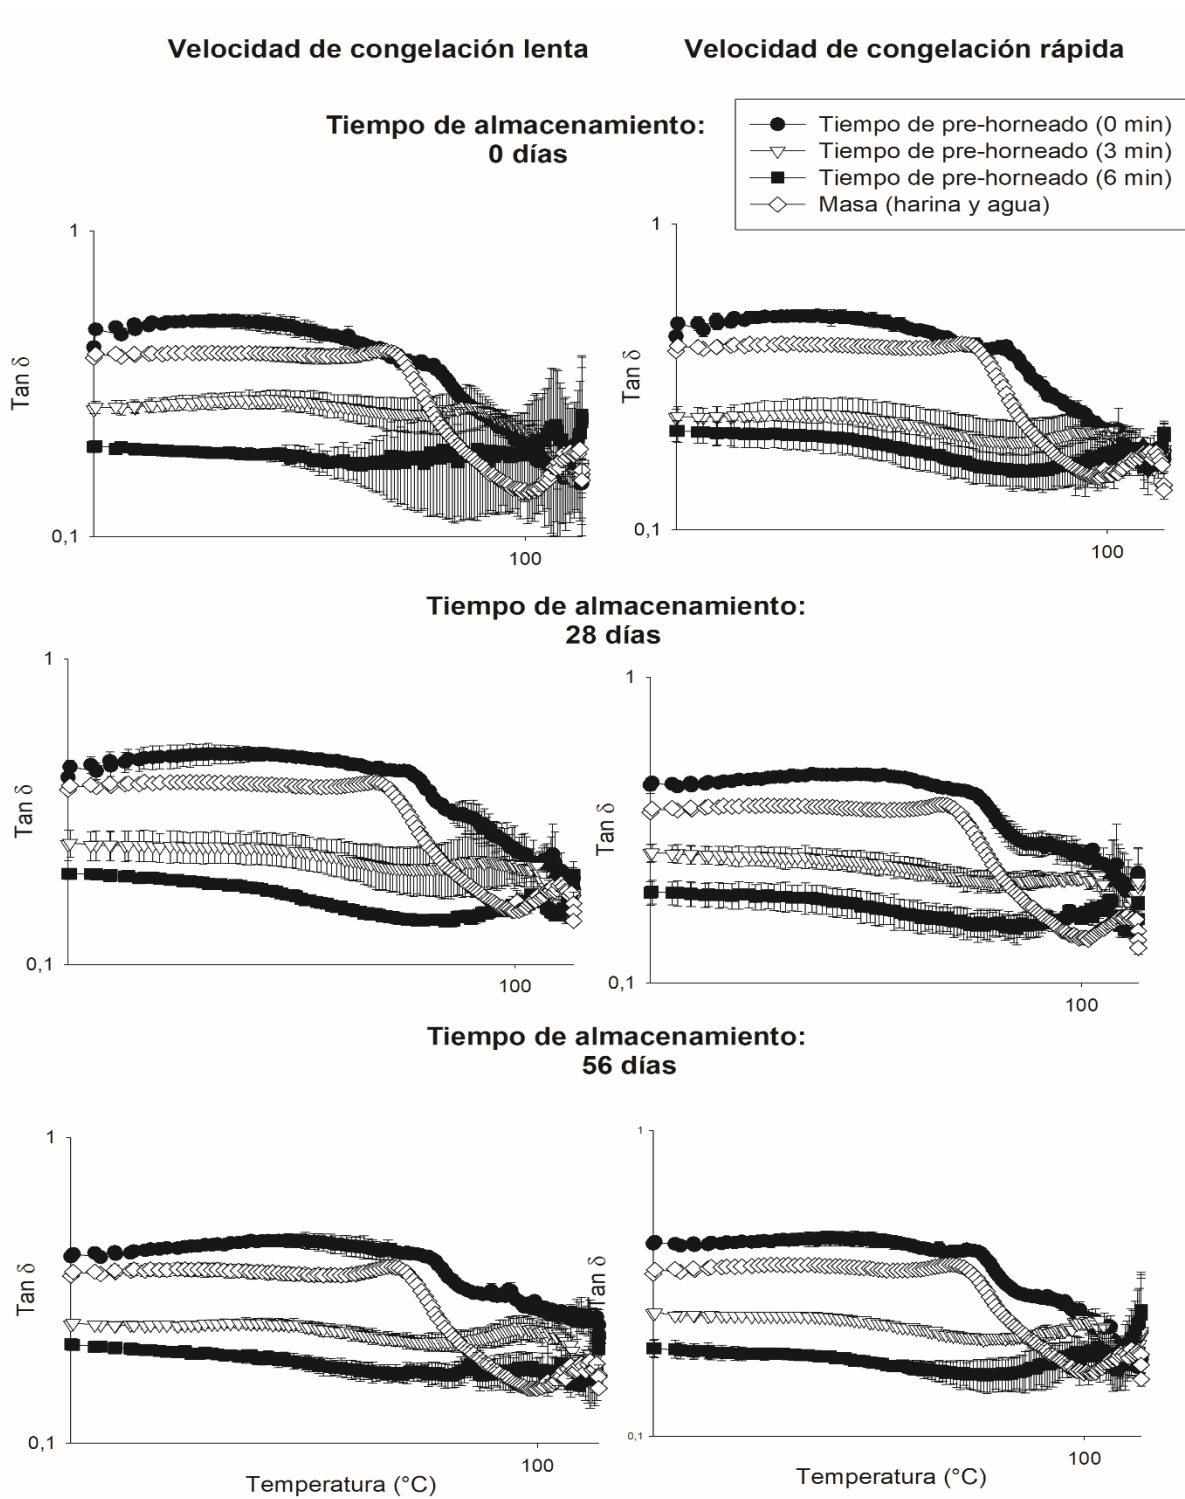 Velocidad de congelación lenta
Velocidad de congelación rápida
Tiempo de almacenamiento:
0 días
Tiempo de pre-horneado (0 min)
Tiempo de pre-horneado (3 min)
Tiempo de pre-horneado (6 min)
Masa (harina y agua)
1
Tan δ
0,1
100
1
Tan δ
0,1
100
Tiempo de almacenamiento:
28 días
1
Tan δ
0,1
100
1
Tan δ
0,1
100
Tiempo de almacenamiento:
56 días
1
Tan δ
0,1
100
Temperatura (°C)
1
Tan δ
0,1
100
Temperatura (°C)